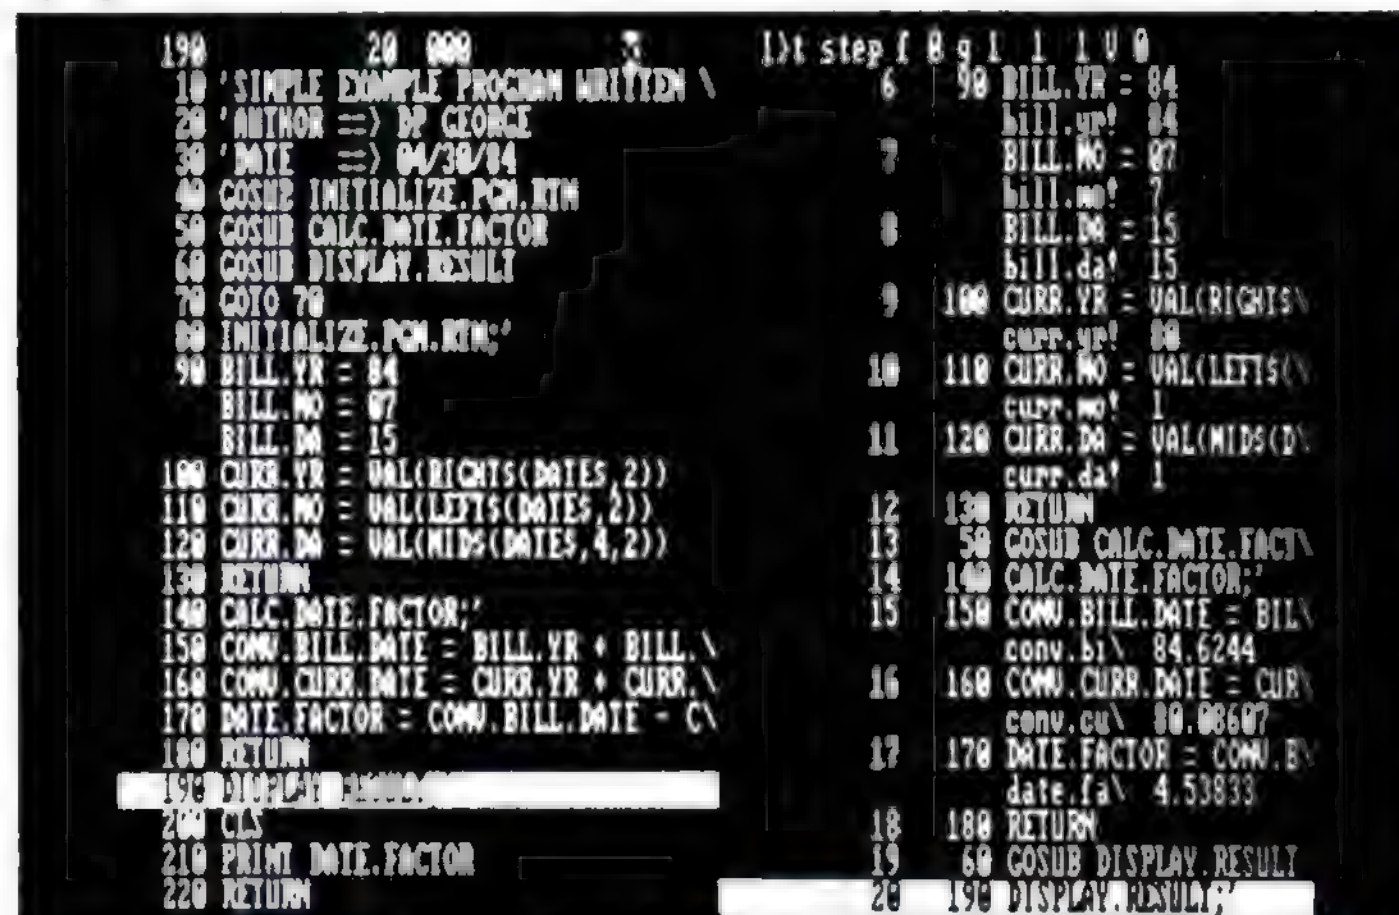 190 20 000
10 'SIMPLE EXAMPLE PROGRAM WRITTEN \
20 'AUTHOR ==> DP GEORGE
30 'DATE ==> 04/30/84
40 GOSUB INITIALIZE.PGM.RTN
50 GOSUB CALC.DATE.FACTOR
60 GOSUB DISPLAY.RESULT
70 GOTO 70
80 INITIALIZE.PGM.RTN;'
90 BILL.YR = 84
BILL.MO = 07
BILL.DA = 15
100 CURR.YR = VAL(RIGHT$(DATE$,2))
110 CURR.MO = VAL(LEFT$(DATE$,2))
120 CURR.DA = VAL(MID$(DATE$,4,2))
130 RETURN
140 CALC.DATE.FACTOR;'
150 CONV.BILL.DATE = BILL.YR + BILL.\
160 CONV.CURR.DATE = CURR.YR + CURR.\
170 DATE.FACTOR = CONV.BILL.DATE - C\
180 RETURN
190 DISPLAY.RESULT;'
200 CLS
210 PRINT DATE.FACTOR
220 RETURN
1>t step f 0 g 1 1 1 V 0
6 90 BILL.YR = 84
bill.yr! 84
7 BILL.MO = 07
bill.mo! 7
8 BILL.DA = 15
bill.da! 15
9 100 CURR.YR = VAL(RIGHT$\
curr.yr! 80
10 110 CURR.MO = VAL(LEFT$(\
curr.mo! 1
11 120 CURR.DA = VAL(MID$(D\
curr.da! 1
12 130 RETURN
13 50 GOSUB CALC.DATE.FACT\
14 140 CALC.DATE.FACTOR;'
15 150 CONV.BILL.DATE = BIL\
conv.bi\ 84.6244
16 160 CONV.CURR.DATE = CUR\
conv.cu\ 80.08607
17 170 DATE.FACTOR = CONV.B\
date.fa\ 4.53833
18 180 RETURN
19 60 GOSUB DISPLAY.RESULT
20 190 DISPLAY.RESULT;'